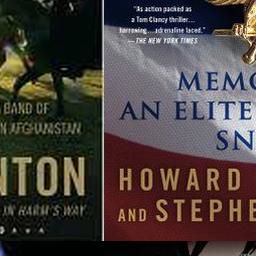 BAND OF
N AFGHANISTAN
NTON
IN HARM'S WAY
"As action packed as
a Tom Clancy thriller....
harrowing...adrenaline laced."
—THE NEW YORK TIMES
MEMO
AN ELITE
SN
HOWARD
AND STEPHE